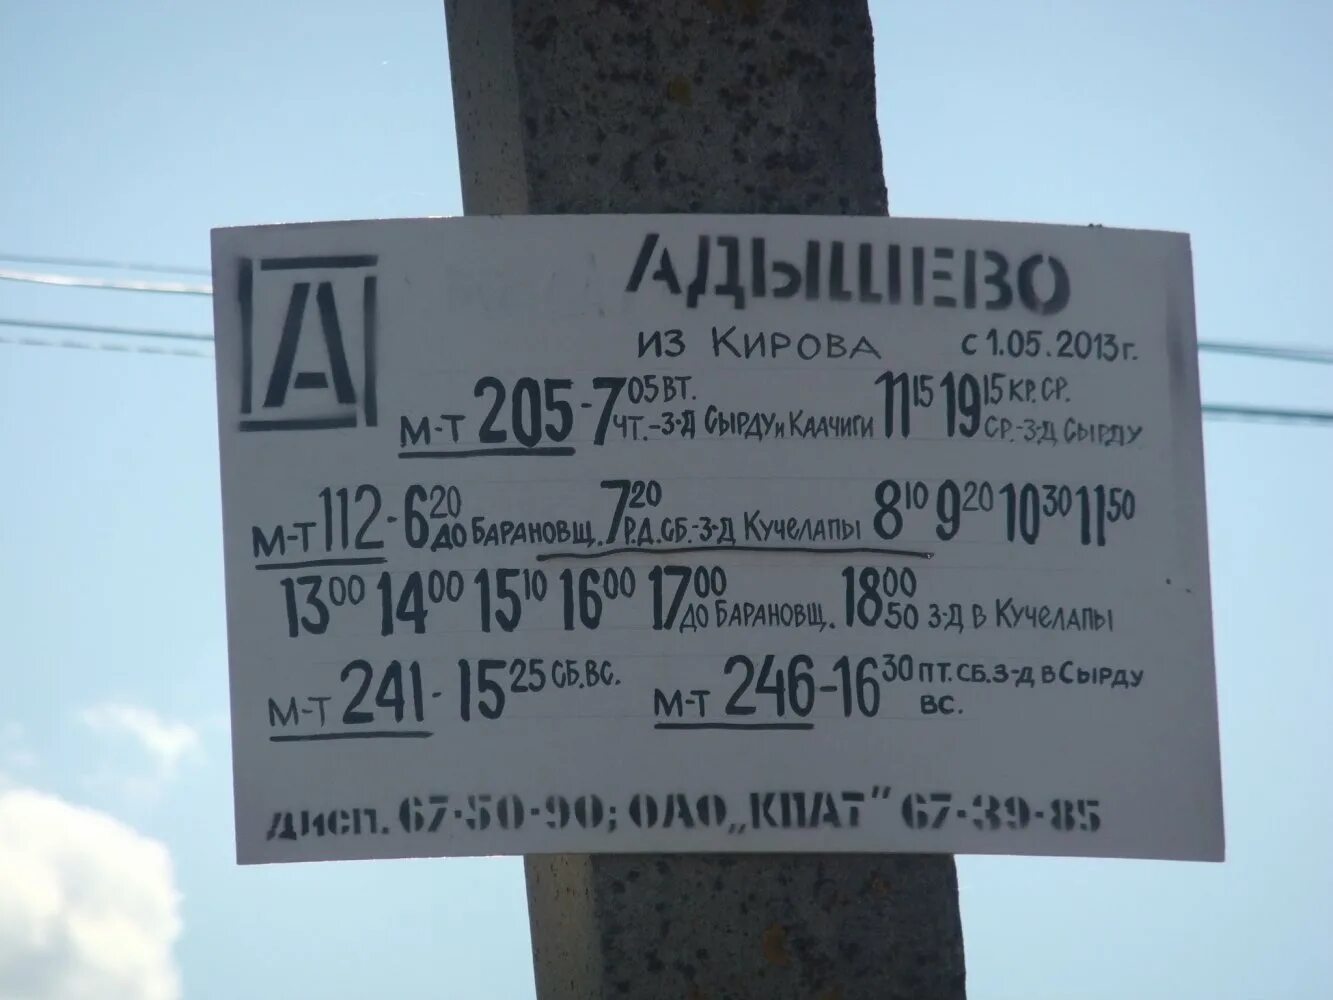 А
АДЫШЕВО
ИЗ КИРОВА с 1.05.2013г.
М-Т 205-7 05 ВТ. ЧТ.-З-Д СЫРДУ и КААЧИГИ 11 15 19 15 КР.СР. СР.-З-Д СЫРДУ
М-Т 112-6 20 ДО БАРАНОВЩ. 7 20 Р.Д.СБ.-З-Д КУЧЕЛАПЫ 8 10 9 20 10 30 11 50
13 00 14 00 15 10 16 00 17 00 ДО БАРАНОВЩ. 18 00 50 З-Д В КУЧЕЛАПЫ
М-Т 241-15 25 СБ.ВС. М-Т 246-16 30 ПТ.СБ.З-Д В СЫРДУ ВС.
дисп. 67-50-90; ОАО „КПАТ" 67-39-85